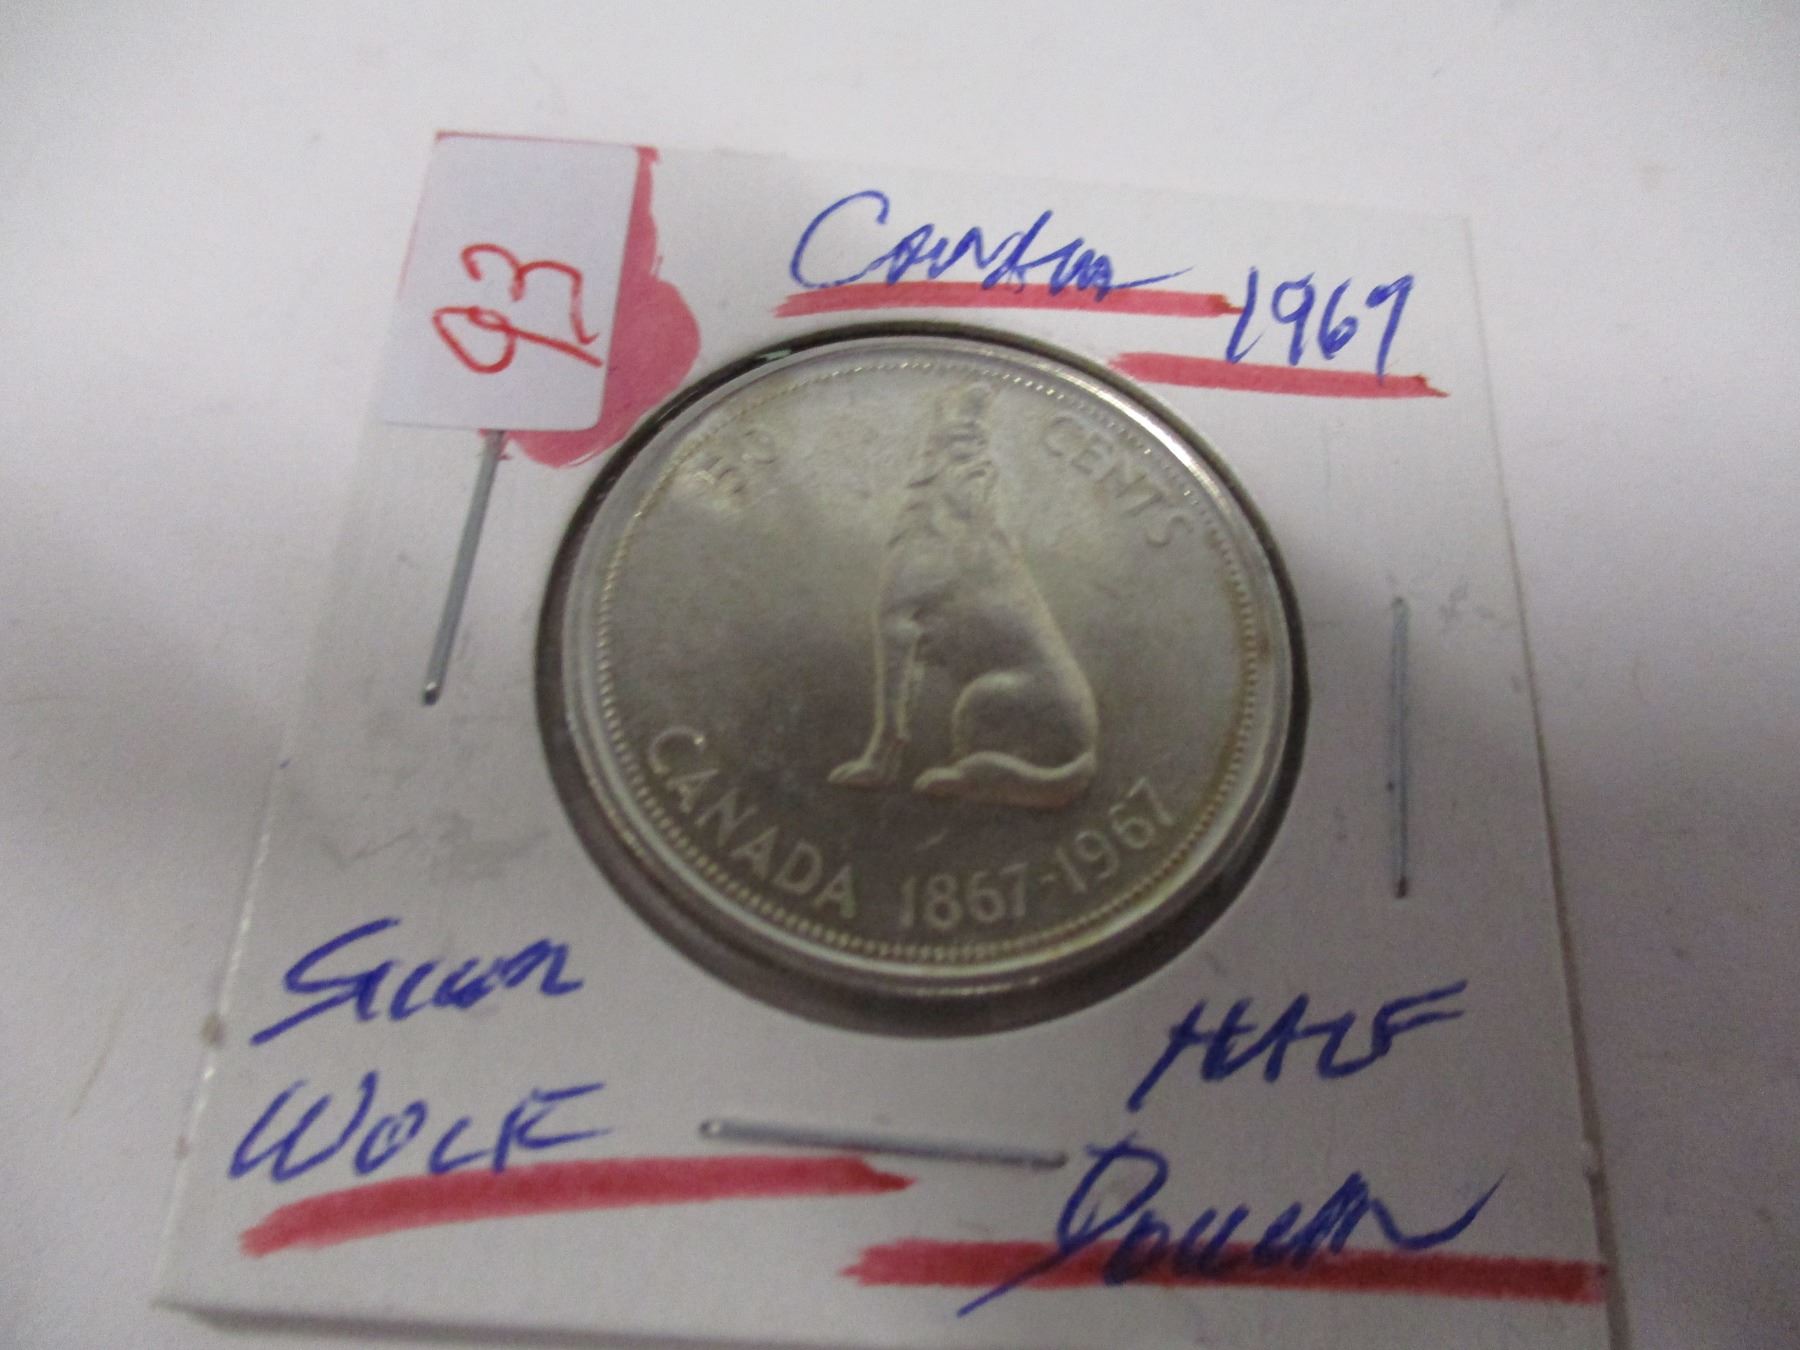 93
Canada
1967
50 CENTS
CANADA 1867-1967
Silver
WOLF
HALF
Dollar